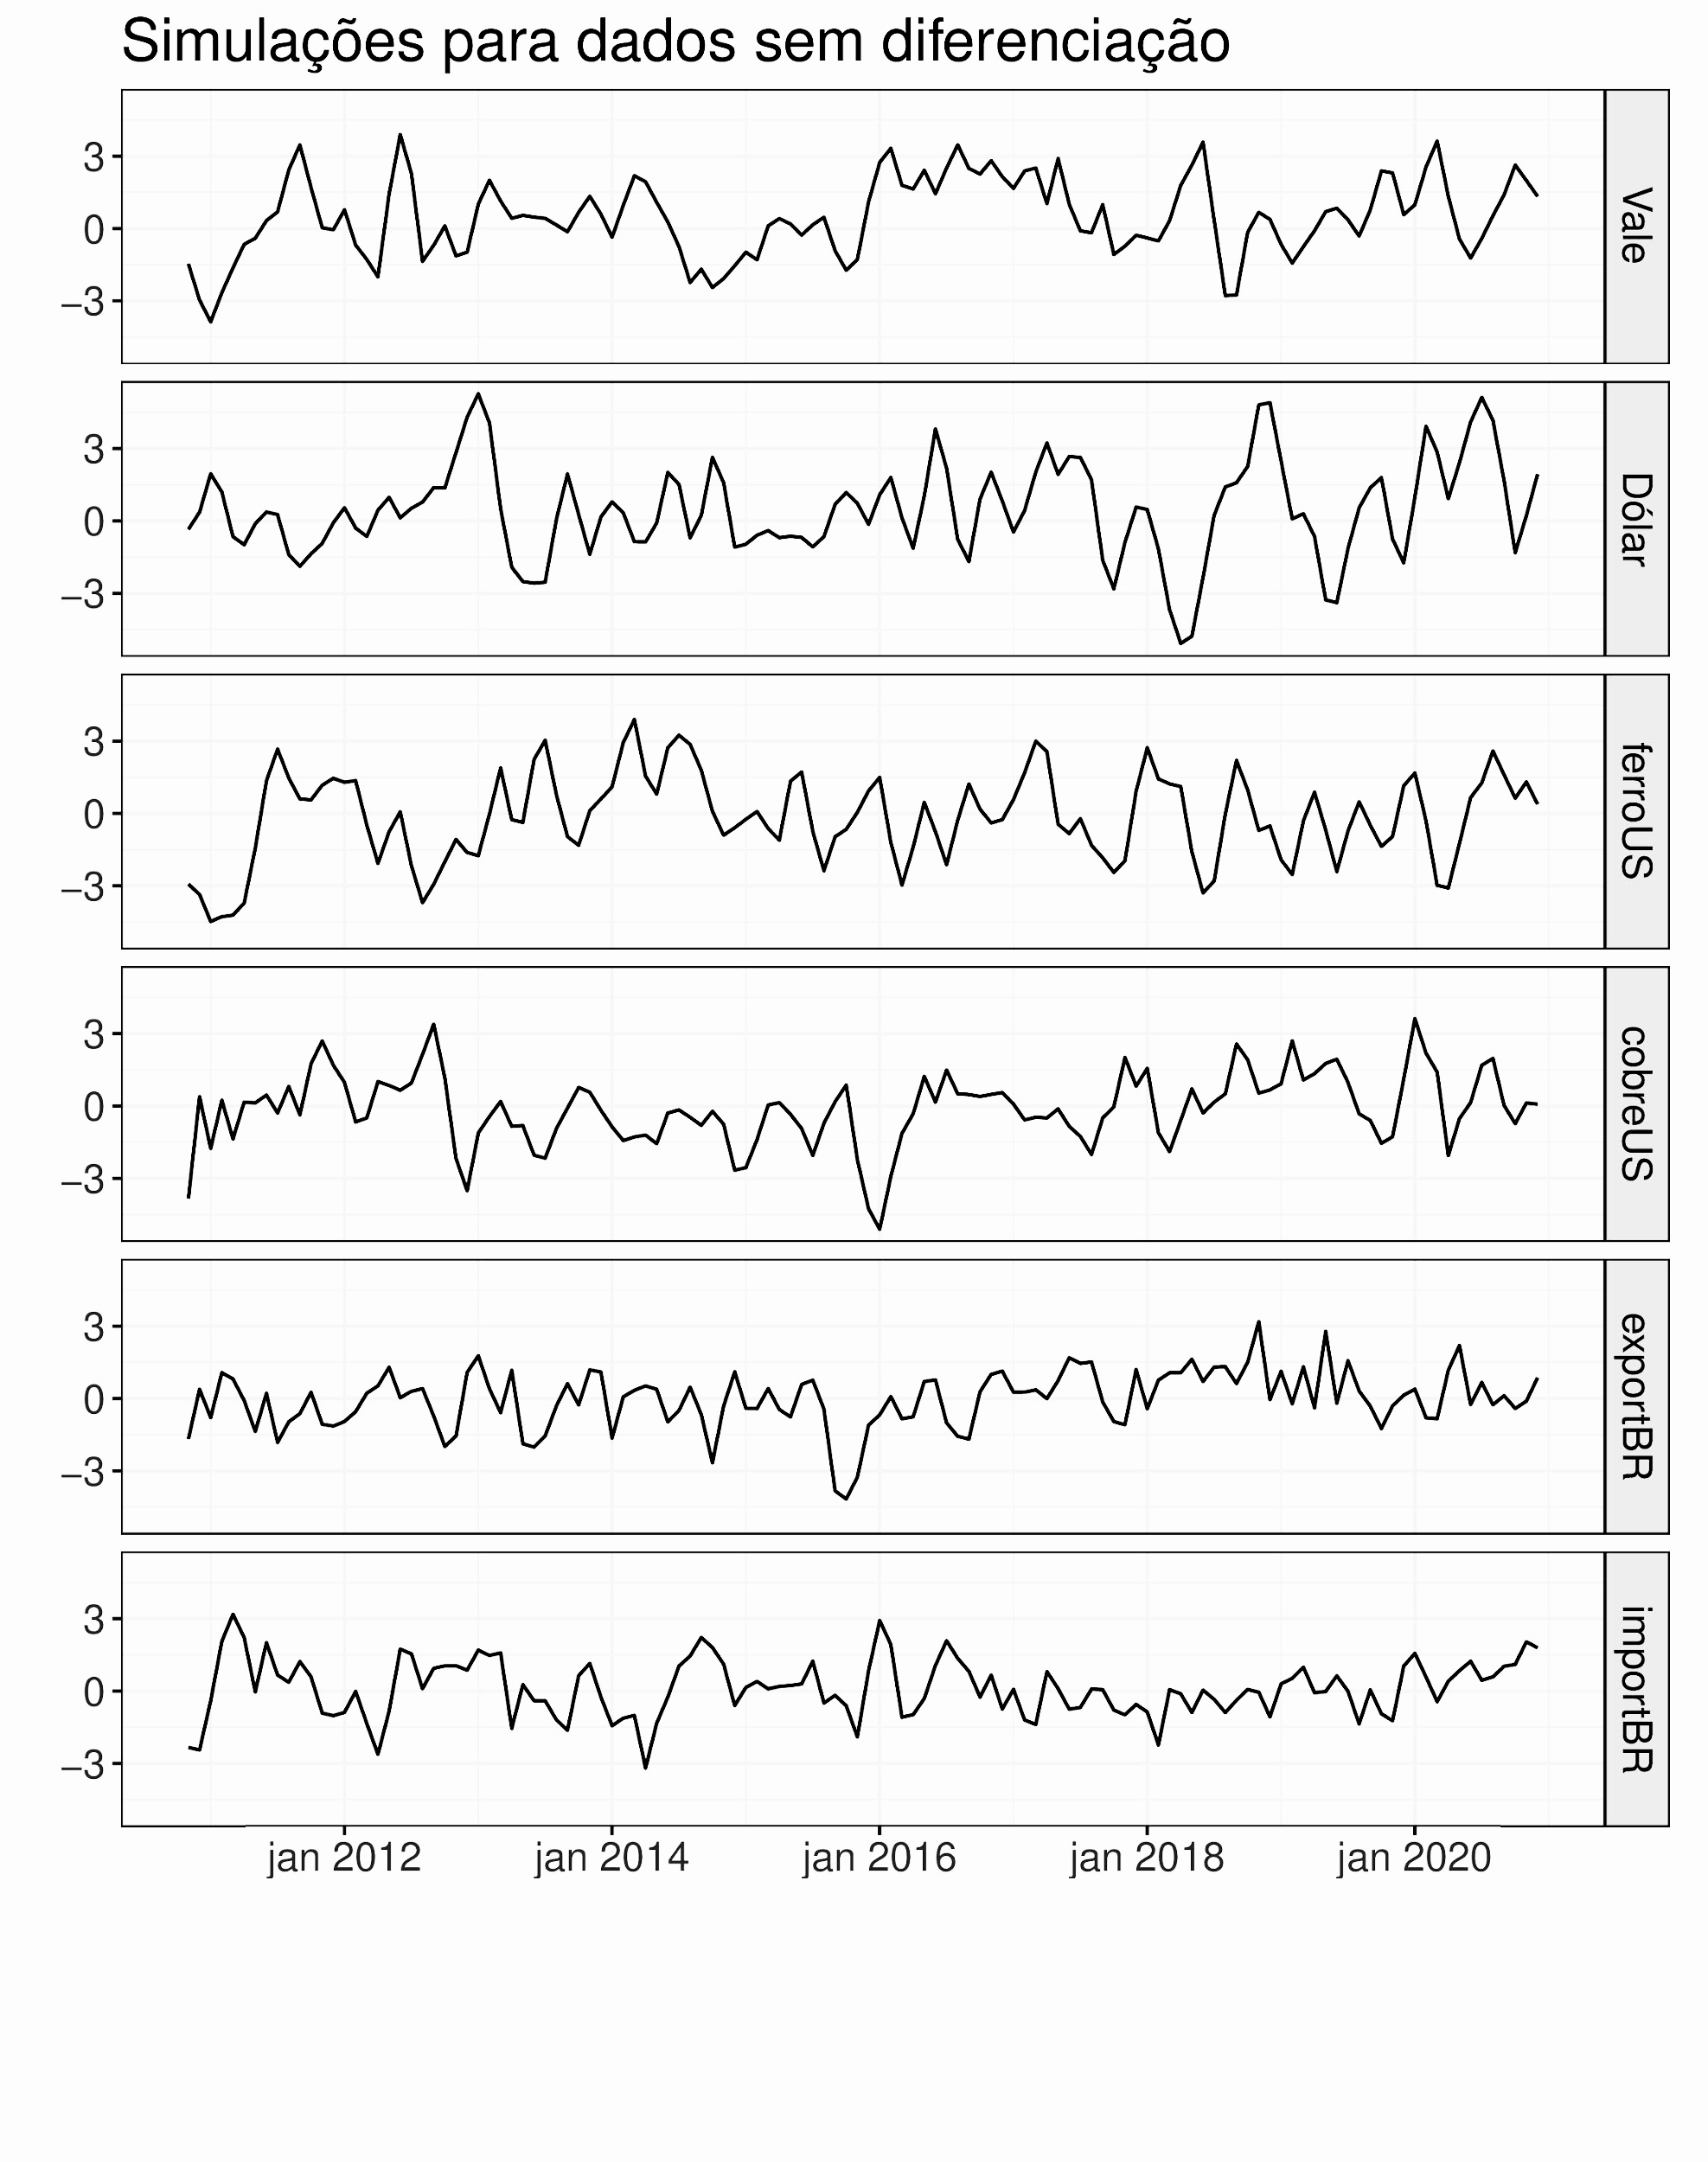 Simulações para dados sem diferenciação
3
0
−3
Vale
3
0
−3
Dólar
3
0
−3
ferroUS
3
0
−3
cobreUS
3
0
−3
exportBR
3
0
−3
importBR
jan 2012 jan 2014 jan 2016 jan 2018 jan 2020